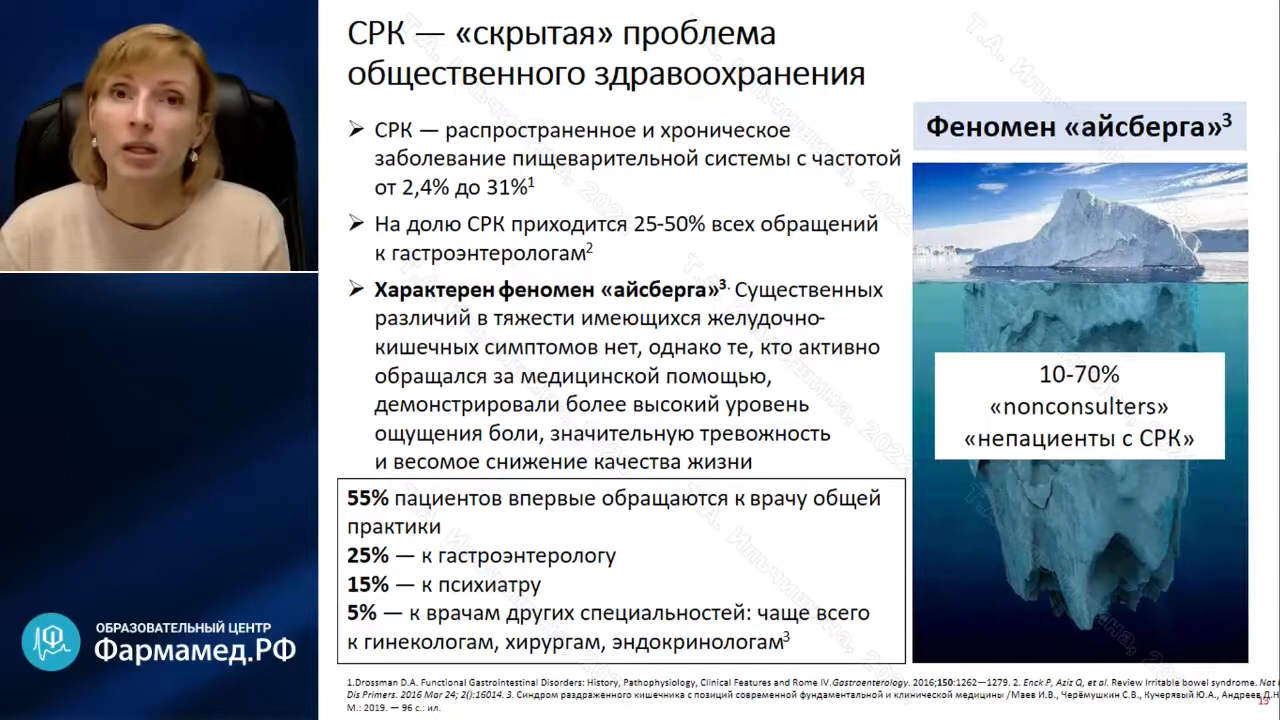 СРК — «скрытая» проблема
общественного здравоохранения
➢ СРК — распространенное и хроническое
заболевание пищеварительной системы с частотой
от 2,4% до 31%1
➢ На долю СРК приходится 25-50% всех обращений
к гастроэнтерологам2
➢ Характерен феномен «айсберга»3. Существенных
различий в тяжести имеющихся желудочно-
кишечных симптомов нет, однако те, кто активно
обращался за медицинской помощью,
демонстрировали более высокий уровень
ощущения боли, значительную тревожность
и весомое снижение качества жизни
55% пациентов впервые обращаются к врачу общей
практики
25% — к гастроэнтерологу
15% — к психиатру
5% — к врачам других специальностей: чаще всего
к гинекологам, хирургам, эндокринологам3
Феномен «айсберга»3
10-70%
«nonconsulters»
«непациенты с СРК»
1.Drossman D.A. Functional Gastrointestinal Disorders: History, Pathophysiology, Clinical Features and Rome IV.Gastroenterology. 2016;150:1262—1279. 2. Enck P, Aziz Q, et al. Review Irritable bowel syndrome. Nat
Dis Primers. 2016 Mar 24; 2():16014. 3. Синдром раздраженного кишечника с позиций современной фундаментальной и клинической медицины /Маев И.В., Черёмушкин С.В., Кучерявый Ю.А., Андреев Д.Н
М.: 2019. — 96 с.: ил.
13
ОБРАЗОВАТЕЛЬНЫЙ ЦЕНТР
Фармамед.РФ
Т.А. Ильчишина, 2022